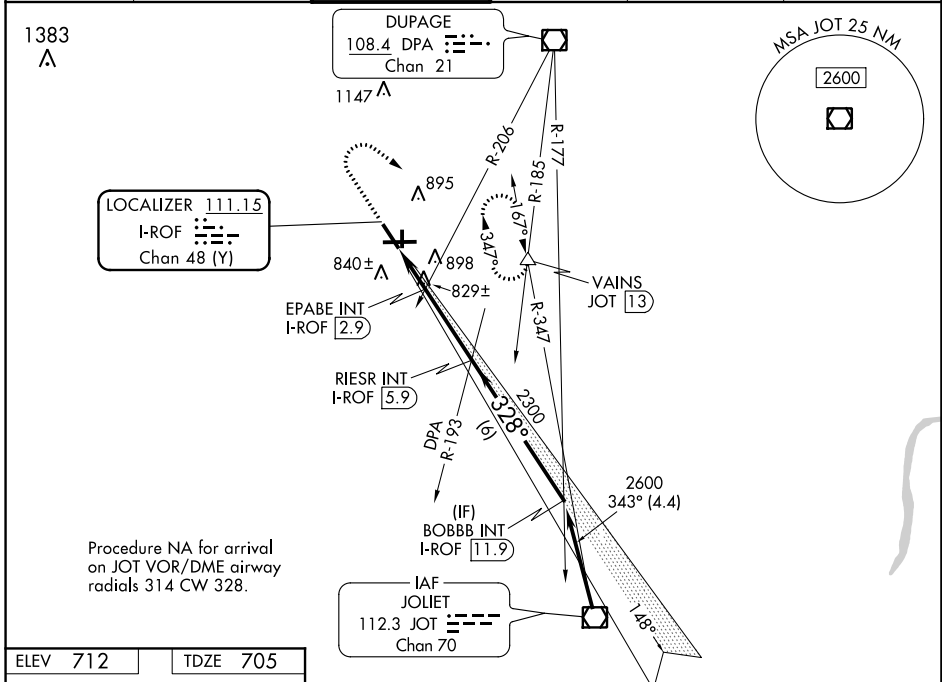 1383
DUPAGE
108.4 DPA
Chan 21
1147
MSA JOT 25 NM
2600
R-206
R-185
R-177
895
LOCALIZER 111.15
I-ROF
Chan 48 (Y)
167°
347°
840±
898
829±
VAINS
JOT 13
EPABE INT
I-ROF 2.9
R-347
RIESR INT
I-ROF 5.9
2300
328°
(6)
DPA
R-193
2600
343° (4.4)
(IF)
BOBBB INT
I-ROF 11.9
Procedure NA for arrival
on JOT VOR/DME airway
radials 314 CW 328.
IAF
JOLIET
112.3 JOT
Chan 70
148°
ELEV 712
TDZE 705